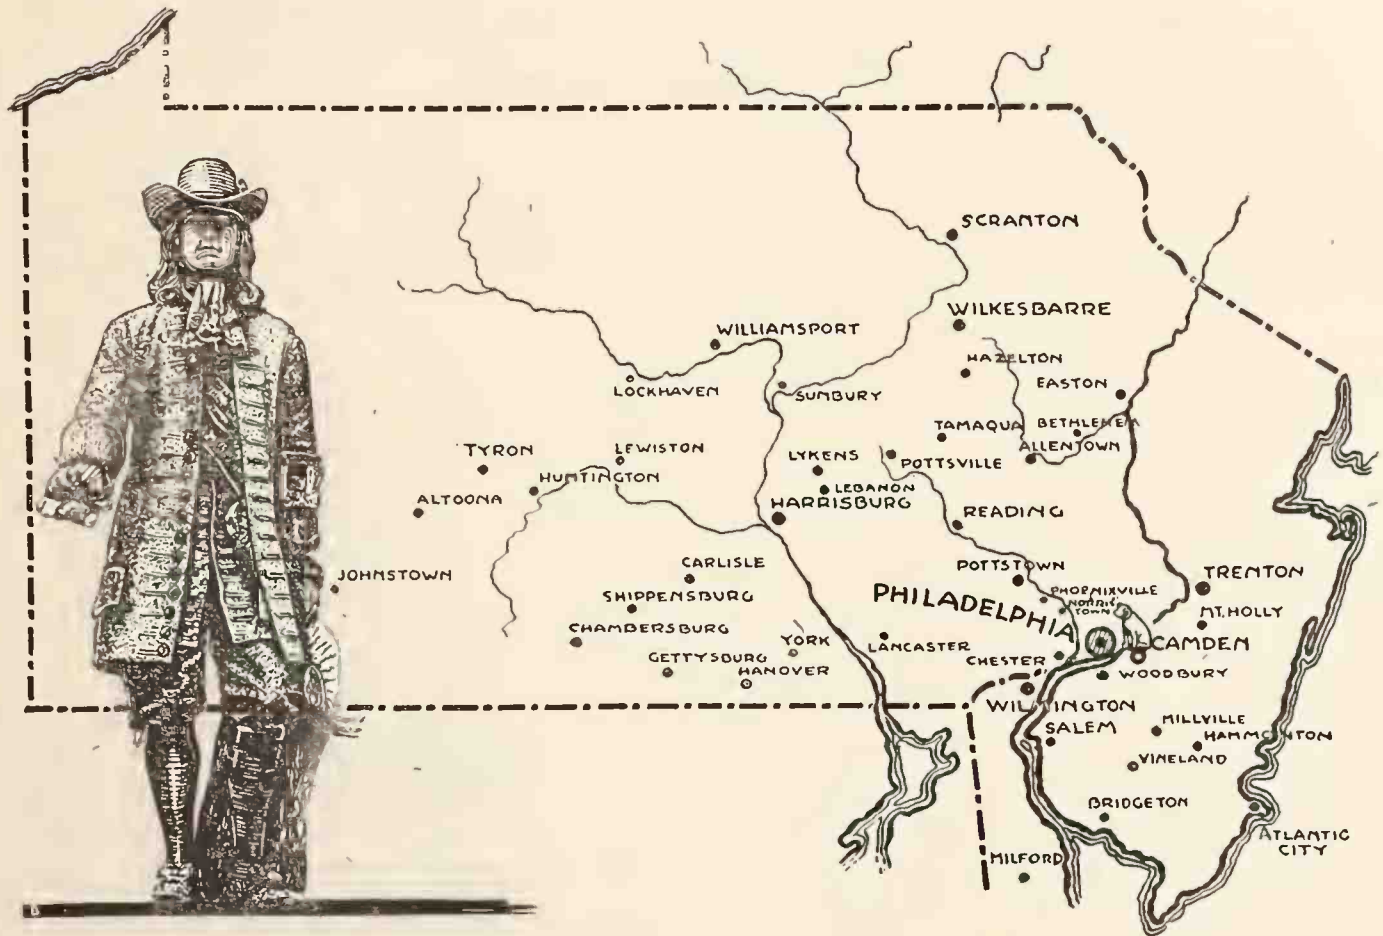 SCRANTON
WILKESBARRE
WILLIAMSPORT
HAZELTON
LOCKHAVEN
SUNBURY
EASTON
TAMAQUA
BETHLEHEM
ALLENTOWN
TYRON
LEWISTON
LYKENS
POTTSVILLE
HUNTINGTON
LEBANON
ALTOONA
HARRISBURG
READING
JOHNSTOWN
CARLISLE
POTTSTOWN
TRENTON
SHIPPENSBURG
PHILADELPHIA
PHOENIXVILLE
NORRIS
TOWN
MT. HOLLY
CHAMBERSBURG
YORK
LANCASTER
CAMDEN
GETTYSBURG
HANOVER
CHESTER
WOODBURY
WILMINGTON
SALEM
MILLVILLE
HAMMONTON
VINELAND
BRIDGETON
ATLANTIC
CITY
MILFORD